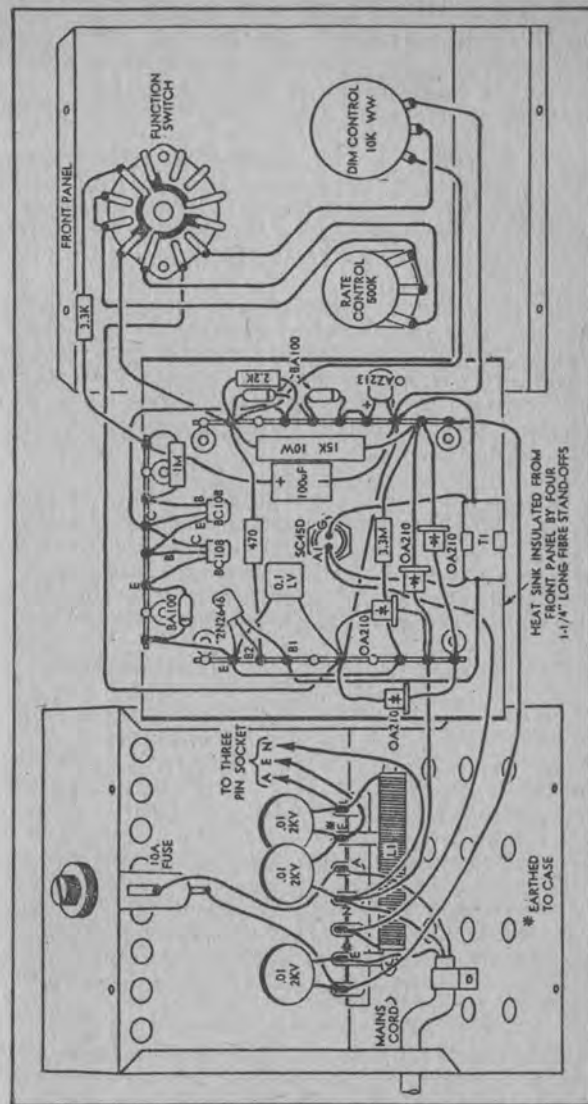 FRONT PANEL
FUNCTION
SWITCH
DIM CONTROL
10K WW
RATE CONTROL
500K
3.3K
1M
C
B
BC108
E
C
B
E
BC108
E
BA100
2.2K
BA100
OAZ213
+
15K 10W
+
100uF
470
SC45D
A1
G
3.3M
OA210
*
OA210
*
T1
2N2646
0.1
LV
E
B2
B1
OA210
*
OA210
*
HEAT SINK INSULATED FROM
FRONT PANEL BY FOUR
1-1/4" LONG FIBRE STAND-OFFS
10A
FUSE
TO THREE
PIN SOCKET
A E N
.01
2KV
.01
2KV
.01
2KV
*
E
A
N
E
L1
MAINS
CORD
* EARTHED
TO CASE